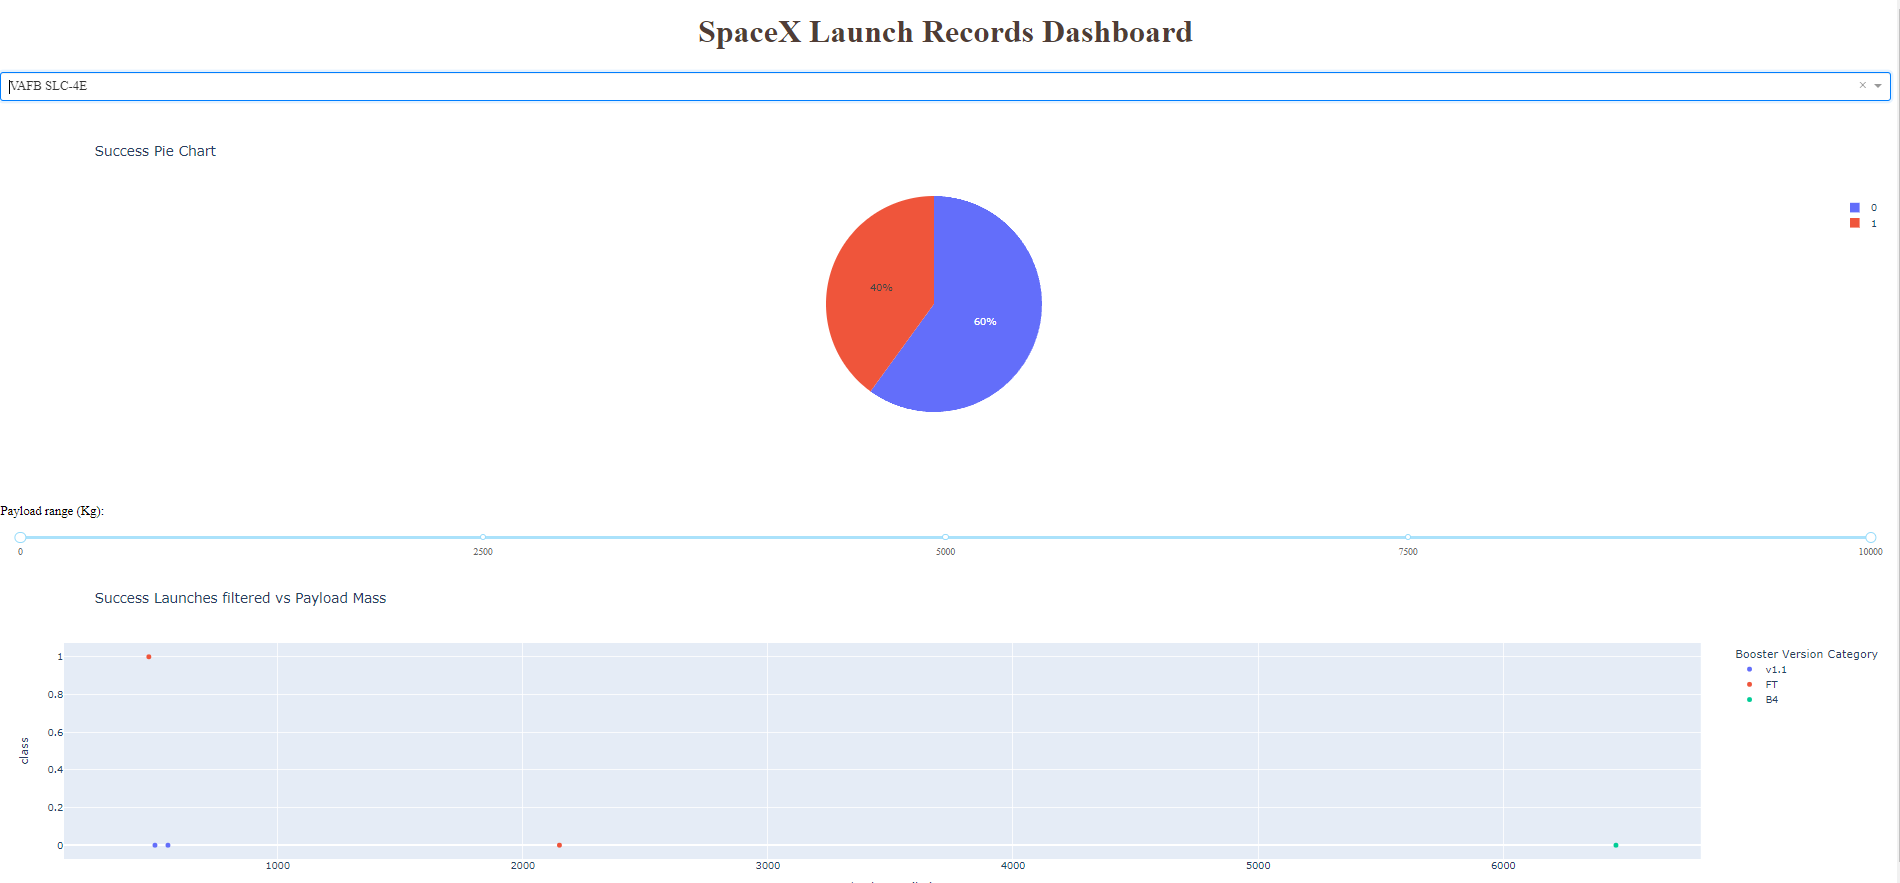 SpaceX Launch Records Dashboard
VAFB SLC-4E
×
Success Pie Chart
0
1
40%
60%
Payload range (Kg):
0 2500 5000 7500 10000
Success Launches filtered vs Payload Mass
Booster Version Category
v1.1
FT
B4
class
1
0.8
0.6
0.4
0.2
0
1000 2000 3000 4000 5000 6000